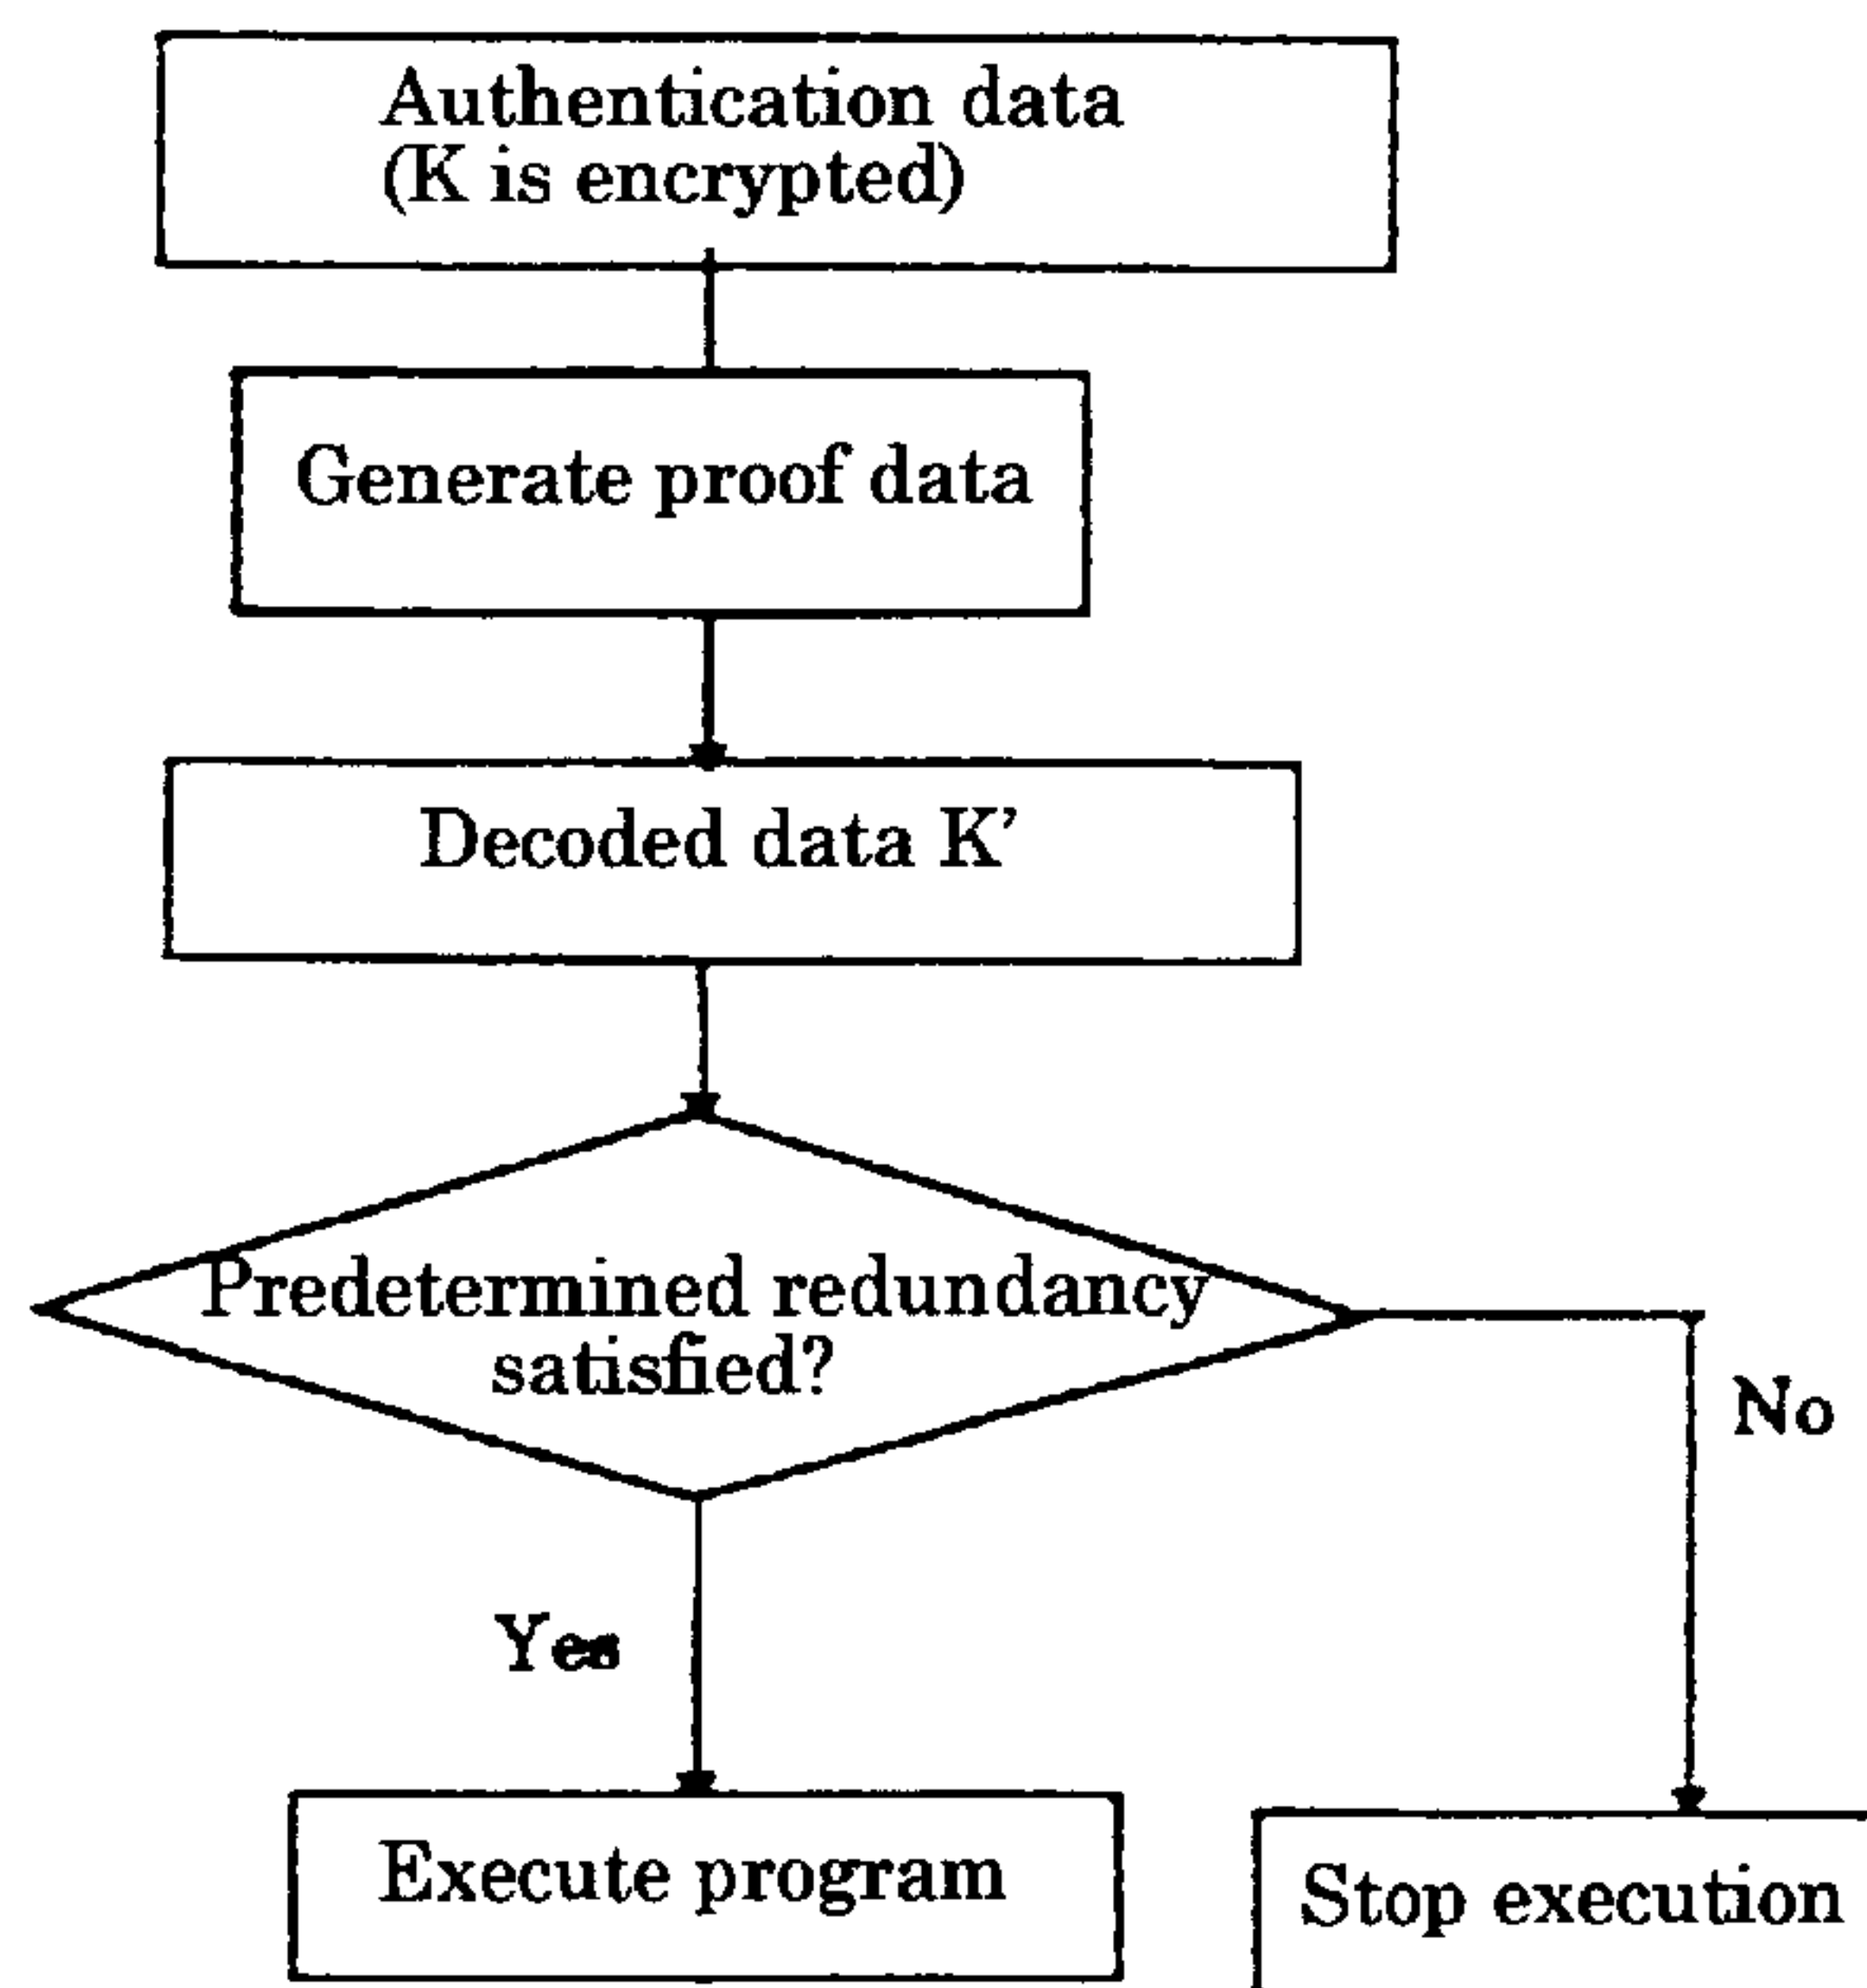 Authentication data
(K is encrypted)
Generate proof data
Decoded data K’
Predetermined redundancy
satisfied?
No
Yes
Execute program
Stop execution